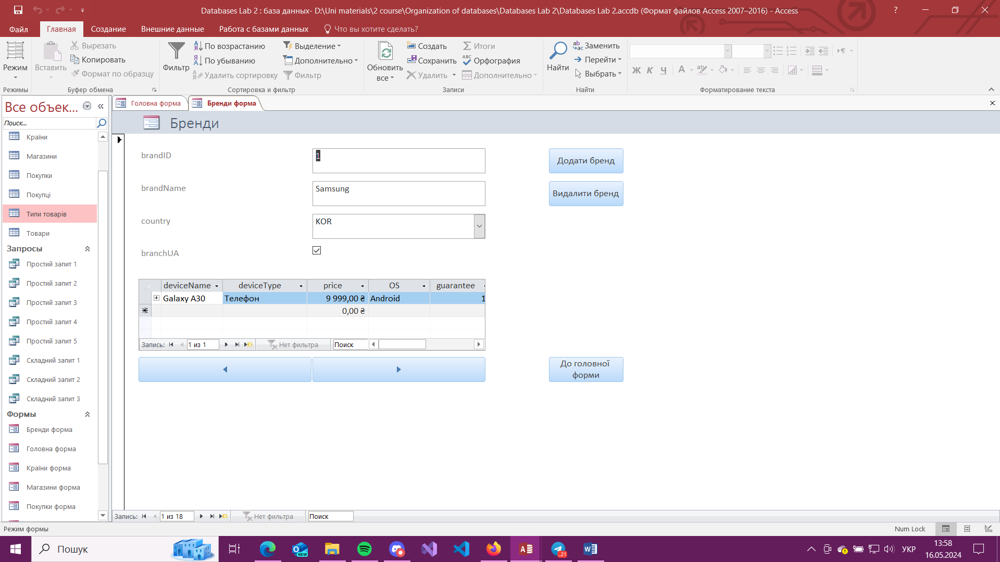 Databases Lab 2 : база данных- D:\Uni materials\2 course\Organization of databases\Databases Lab 2\Databases Lab 2.accdb (Формат файлов Access 2007–2016) - Access
?
Файл Главная Создание Внешние данные Работа с базами данных Что вы хотите сделать?
Режим
Вставить
Вырезать
Копировать
Формат по образцу
Фильтр
По возрастанию
По убыванию
Удалить сортировку
Выделение
Дополнительно
Фильтр
Обновить все
Создать
Сохранить
Удалить
Итоги
Орфография
Дополнительно
Найти
Заменить
Перейти
Выбрать
Ж К Ч
Режимы Буфер обмена Сортировка и фильтр Записи Найти Форматирование текста
Все объек...
Поиск...
Країни
Магазини
Покупки
Покупці
Типи товарів
Товари
Запросы
Простий запит 1
Простий запит 2
Простий запит 3
Простий запит 4
Простий запит 5
Складний запит 1
Складний запит 2
Складний запит 3
Формы
Бренди форма
Головна форма
Країни форма
Магазини форма
Покупки форма
Головна форма Бренди форма
Бренди
brandID 1 Додати бренд
brandName Samsung Видалити бренд
country KOR
branchUA
deviceName deviceType price OS guarantee
Galaxy A30 Телефон 9 999,00 ₴ Android 1
0,00 ₴
Запись: 1 из 1 Нет фильтра Поиск
До головної форми
Запись: 1 из 18 Нет фильтра Поиск
Режим формы Num Lock
Пошук
NEW
..21
УКР
13:58
16.05.2024